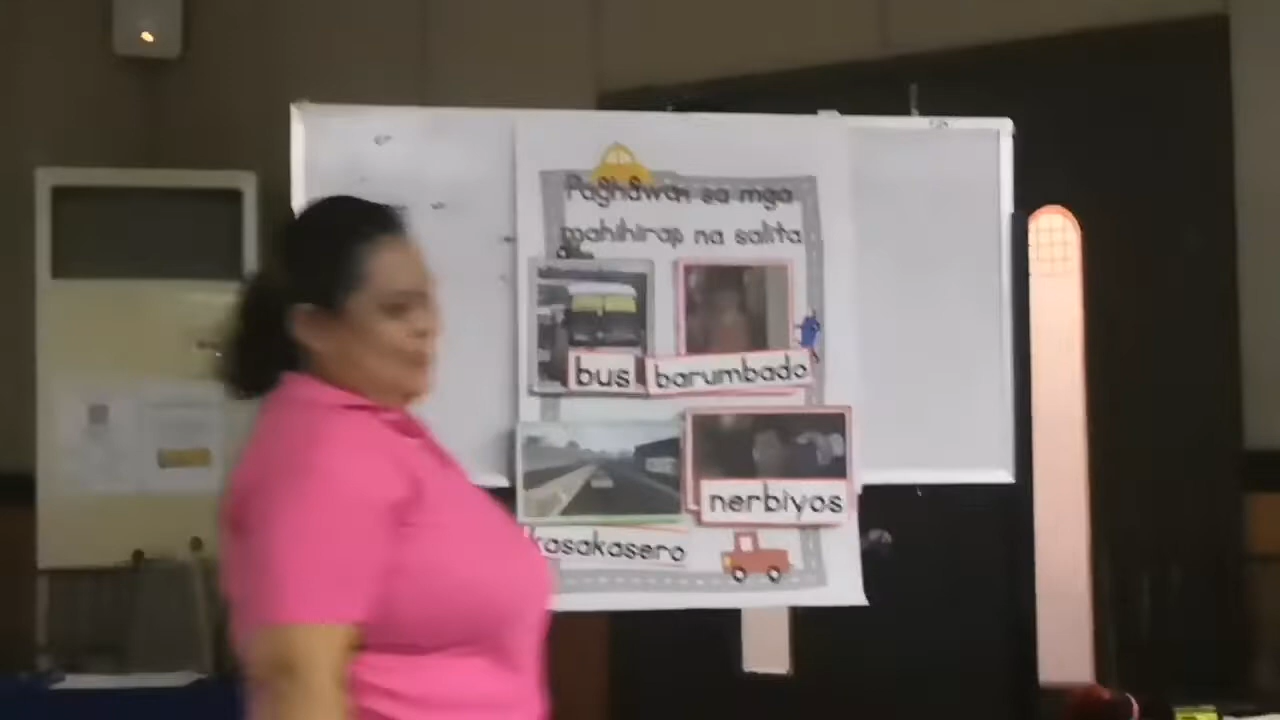 Paghawan sa mga
mahihirap na salita
bus
barumbado
nerbiyos
kasakasero